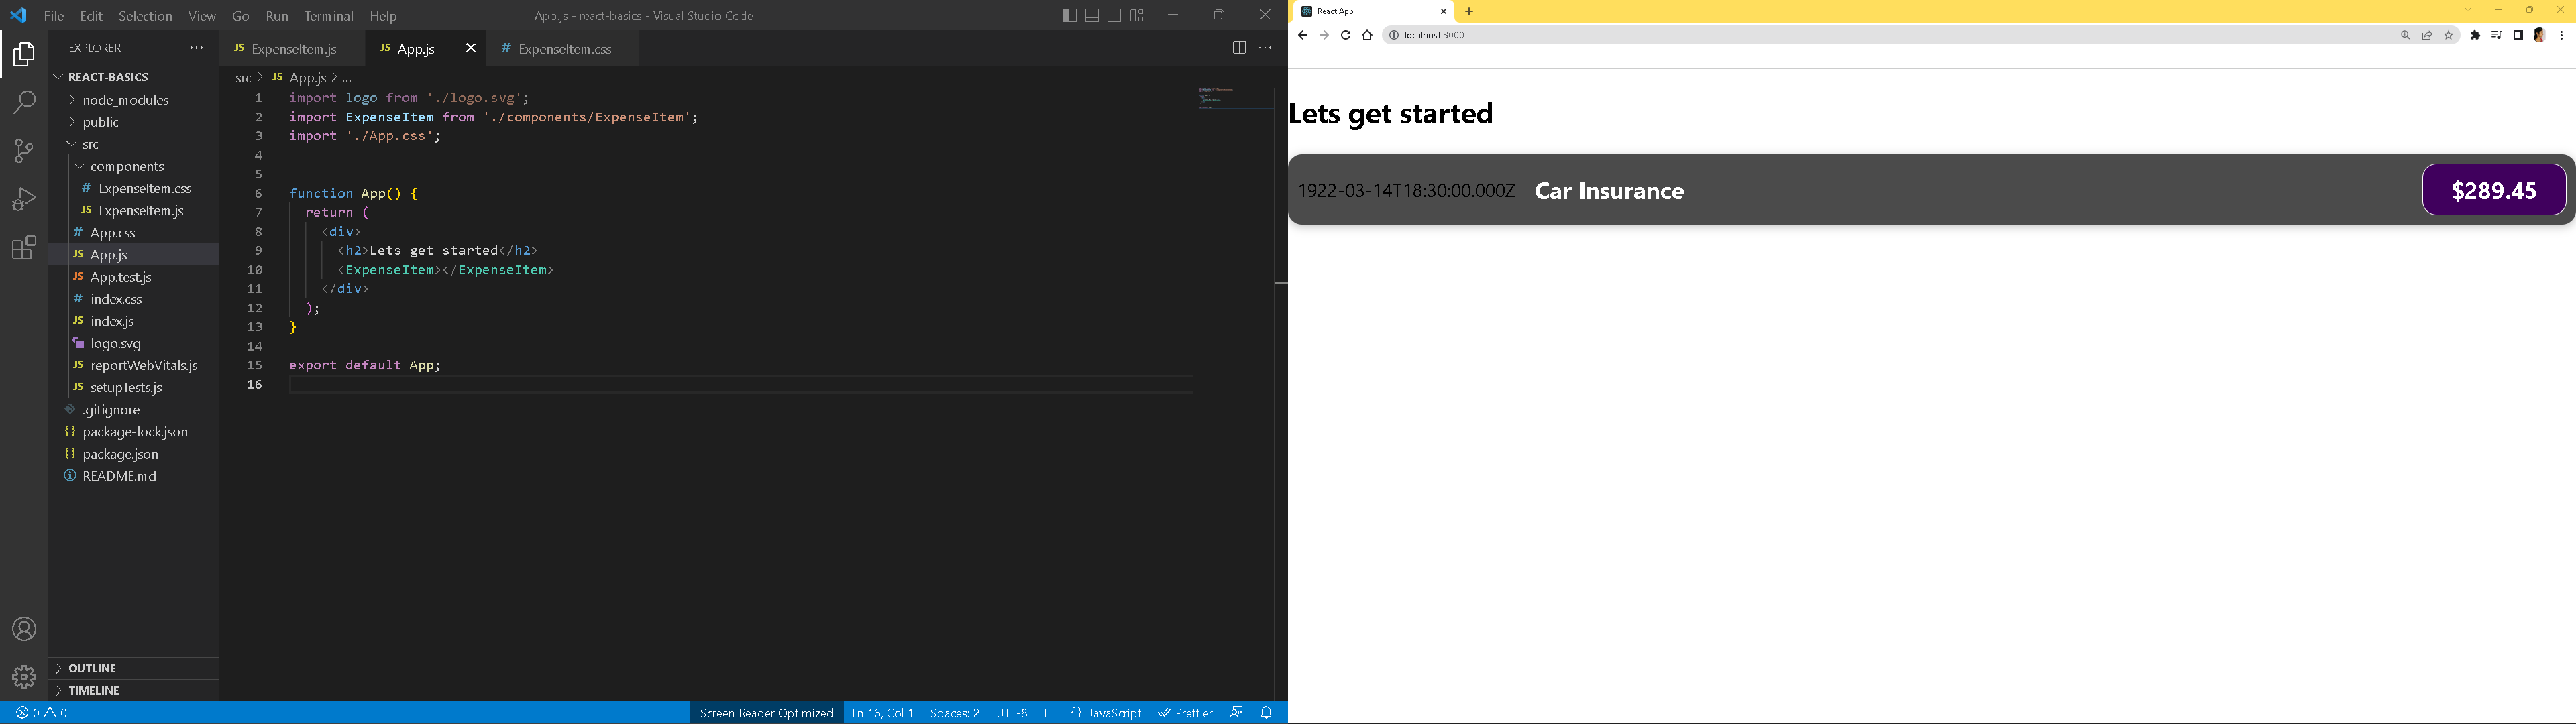 File Edit Selection View Go Run Terminal Help App.js - react-basics - Visual Studio Code
EXPLORER
REACT-BASICS
node_modules
public
src
components
# ExpenseItem.css
JS ExpenseItem.js
# App.css
JS App.js
JS App.test.js
# index.css
JS index.js
logo.svg
JS reportWebVitals.js
JS setupTests.js
.gitignore
{} package-lock.json
{} package.json
README.md
OUTLINE
TIMELINE
JS ExpenseItem.js JS App.js # ExpenseItem.css
src > JS App.js > ...
1 import logo from './logo.svg';
2 import ExpenseItem from './components/ExpenseItem';
3 import './App.css';
4
5
6 function App() {
7 return (
8 <div>
9 <h2>Lets get started</h2>
10 <ExpenseItem></ExpenseItem>
11 </div>
12 );
13 }
14
15 export default App;
16
0 0 Screen Reader Optimized Ln 16, Col 1 Spaces: 2 UTF-8 LF {} JavaScript Prettier
React App
localhost:3000
Lets get started
1922-03-14T18:30:00.000Z Car Insurance $289.45